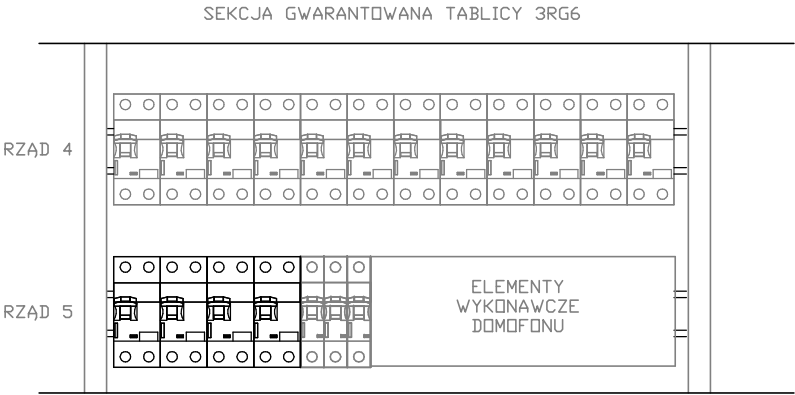 SEKCJA GWARANTOWANA TABLICY 3RG6
RZĄD 4
RZĄD 5
ELEMENTY
WYKONAWCZE
DOMOFONU